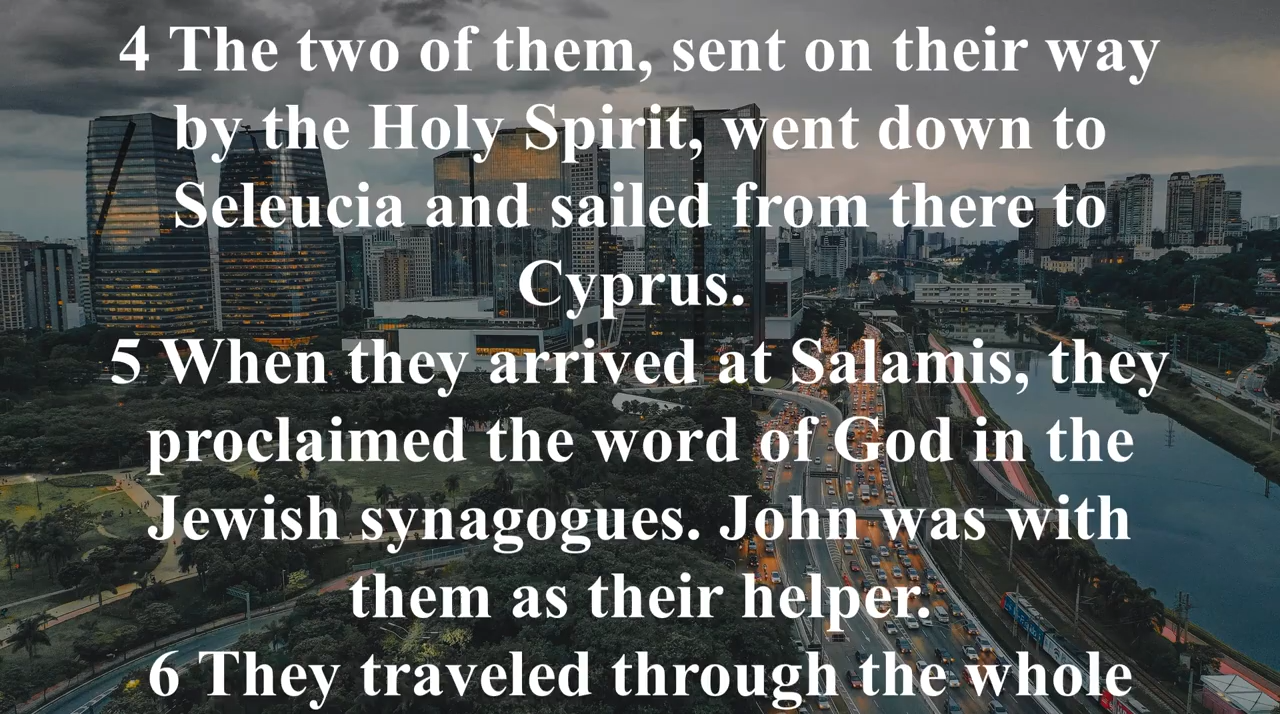 4 The two of them, sent on their way
by the Holy Spirit, went down to
Seleucia and sailed from there to
Cyprus.
5 When they arrived at Salamis, they
proclaimed the word of God in the
Jewish synagogues. John was with
them as their helper.
6 They traveled through the whole